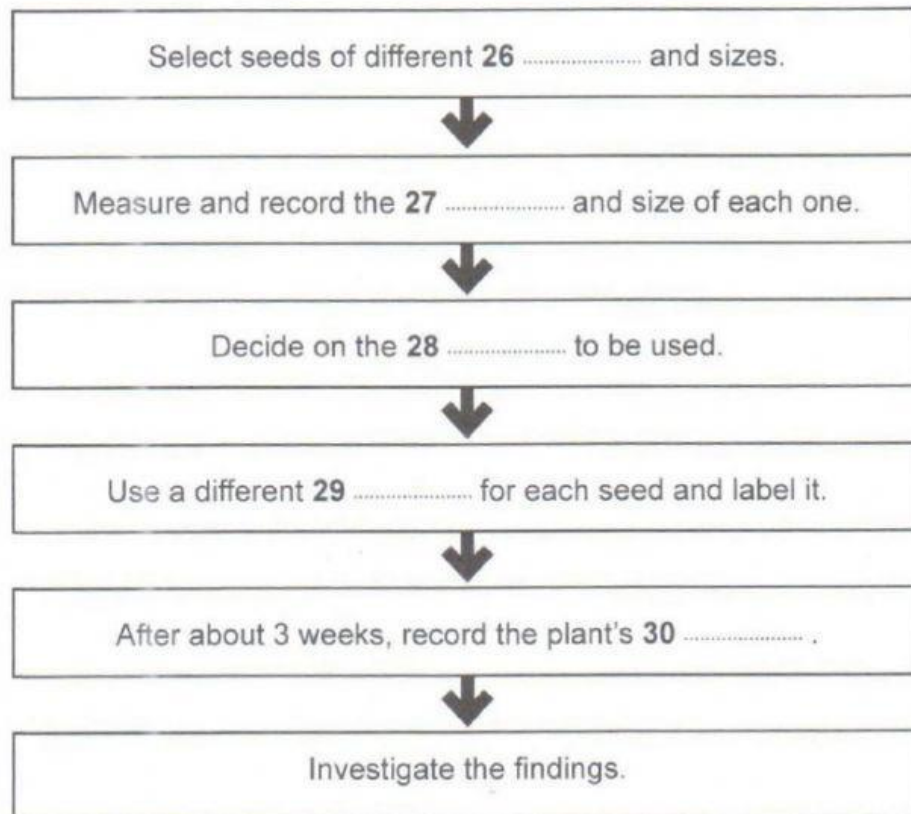 Select seeds of different 26 .................... and sizes.
Measure and record the 27 .................... and size of each one.
Decide on the 28 .................... to be used.
Use a different 29 .................... for each seed and label it.
After about 3 weeks, record the plant's 30 .................... .
Investigate the findings.